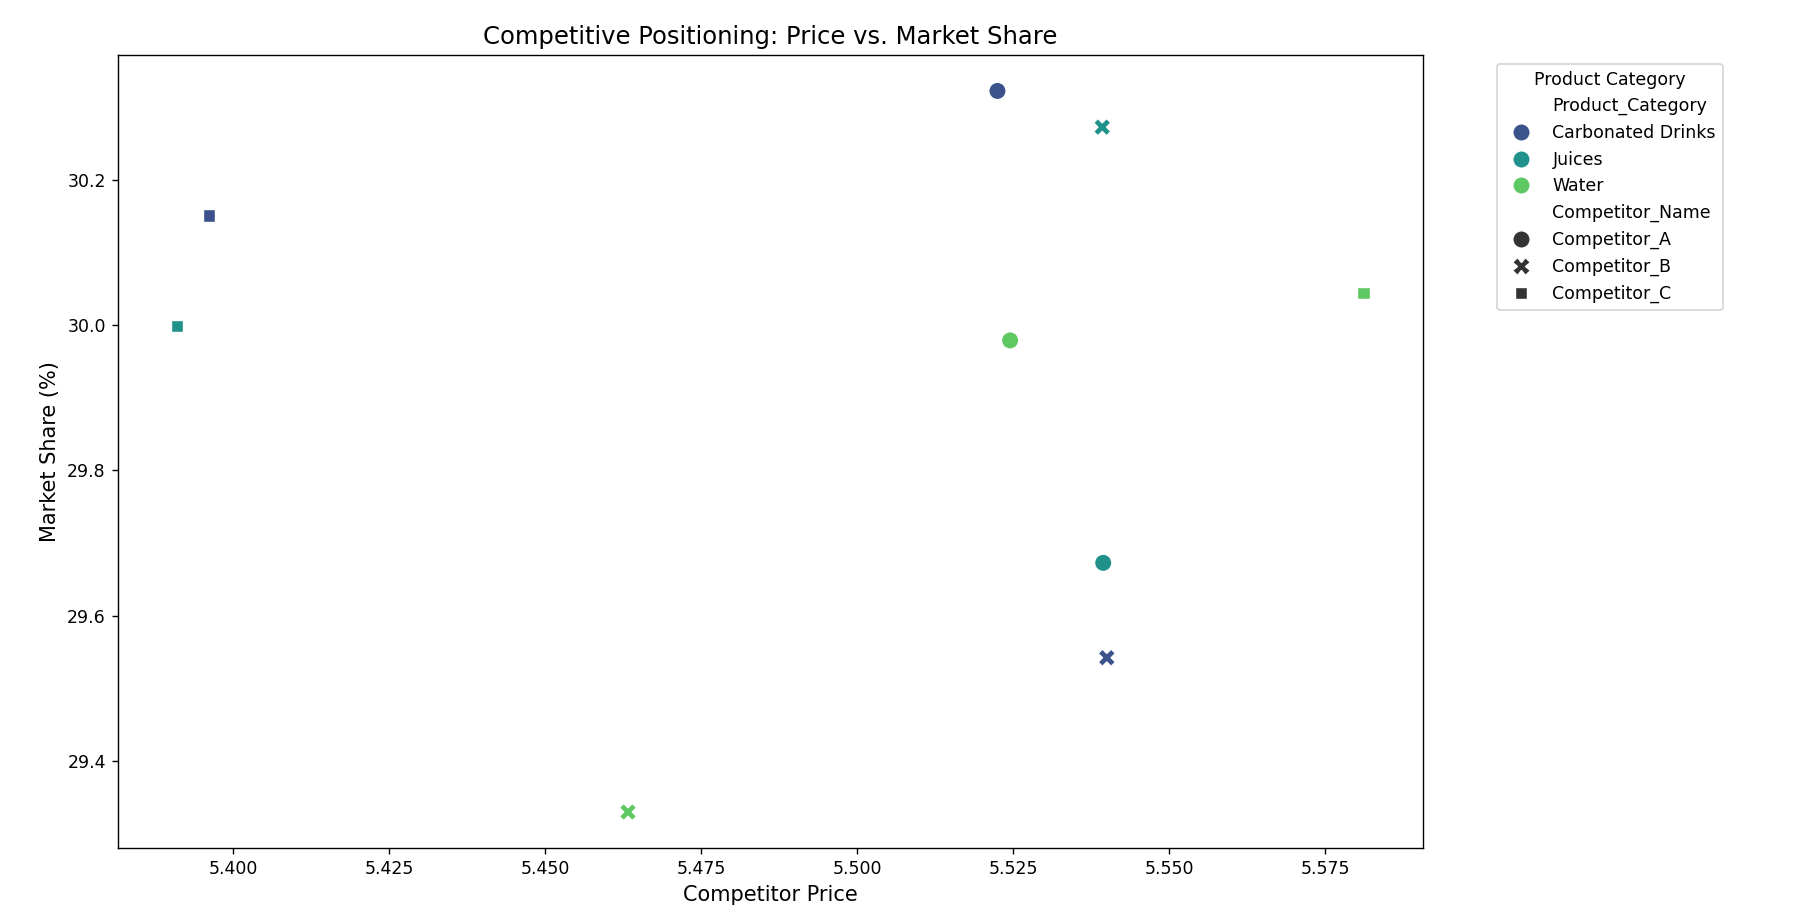 Competitive Positioning: Price vs. Market Share
Product Category
Product_Category
Carbonated Drinks
Juices
Water
Competitor_Name
Competitor_A
Competitor_B
Competitor_C
Market Share (%)
30.2
30.0
29.8
29.6
29.4
5.400 5.425 5.450 5.475 5.500 5.525 5.550 5.575
Competitor Price